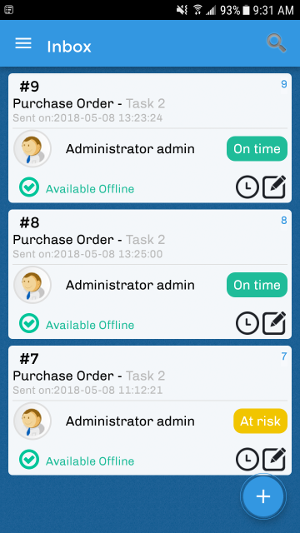 93% 9:31 AM
Inbox
#9
9
Purchase Order - Task 2
Sent on:2018-05-08 13:23:24
Administrator admin
On time
Available Offline
#8
8
Purchase Order - Task 2
Sent on:2018-05-08 13:25:00
Administrator admin
On time
Available Offline
#7
7
Purchase Order - Task 2
Sent on:2018-05-08 11:12:21
Administrator admin
At risk
Available Offline